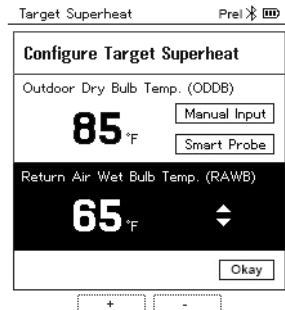 Target Superheat Prel
Configure Target Superheat
Outdoor Dry Bulb Temp. (ODDB)
85 °F
Manual Input
Smart Probe
Return Air Wet Bulb Temp. (RAWB)
65 °F
Okay
+ -